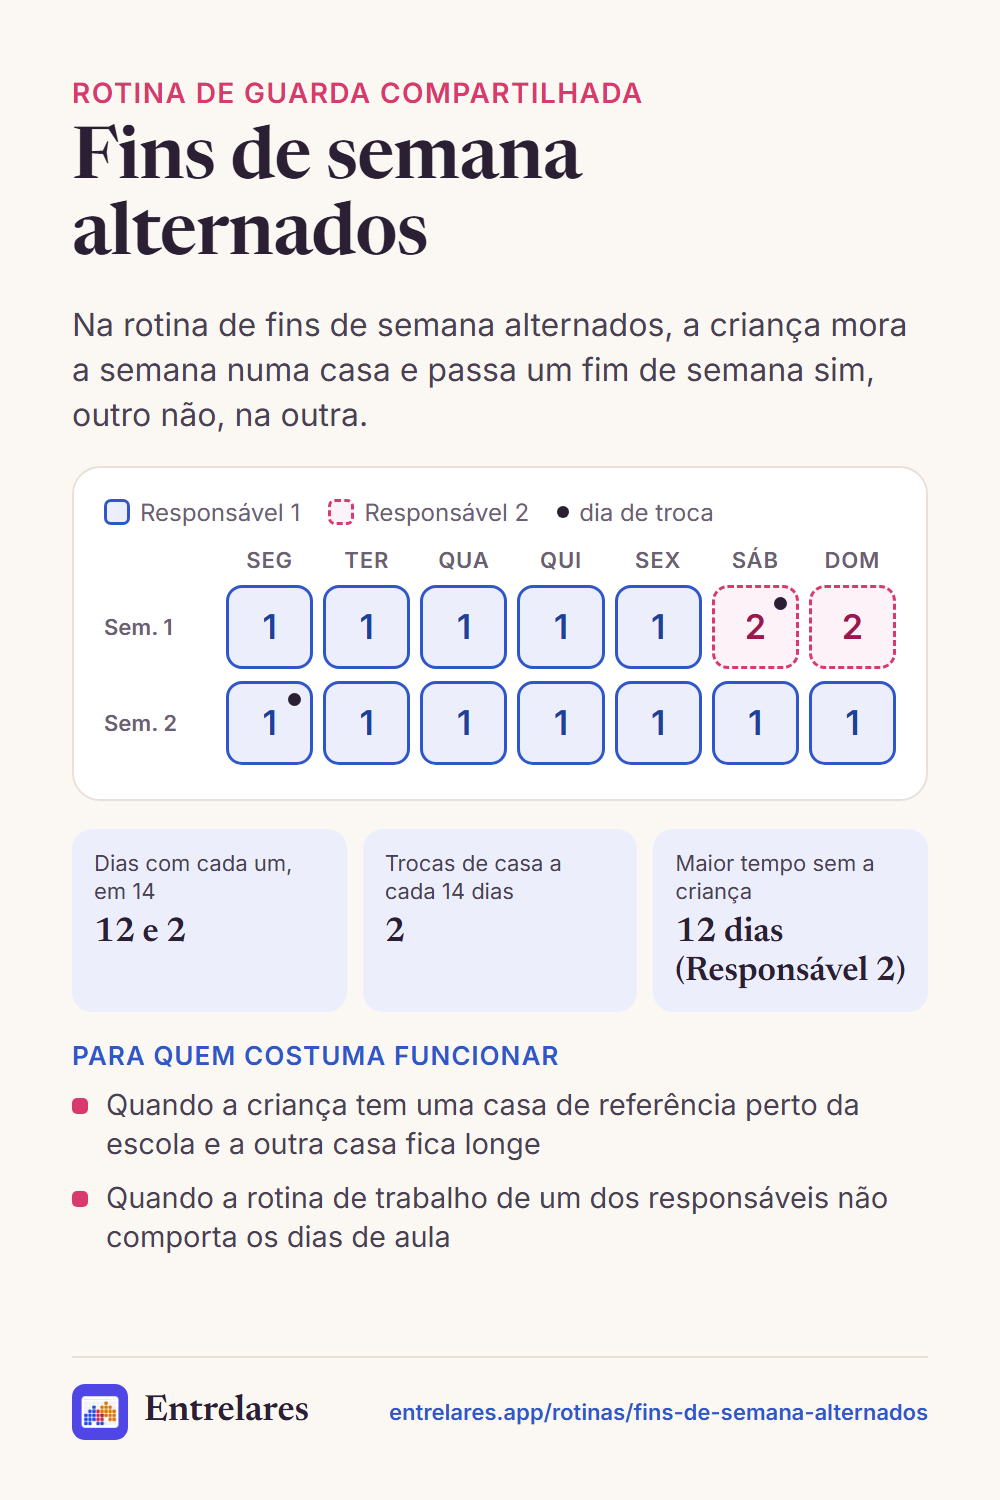 ROTINA DE GUARDA COMPARTILHADA
Fins de semana
alternados
Na rotina de fins de semana alternados, a criança mora
a semana numa casa e passa um fim de semana sim,
outro não, na outra.
Responsável 1 Responsável 2 dia de troca
SEG TER QUA QUI SEX SÁB DOM
Sem. 1 1 1 1 1 1 2 2
Sem. 2 1 1 1 1 1 1 1
Dias com cada um,
em 14
12 e 2
Trocas de casa a
cada 14 dias
2
Maior tempo sem a
criança
12 dias
(Responsável 2)
PARA QUEM COSTUMA FUNCIONAR
Quando a criança tem uma casa de referência perto da
escola e a outra casa fica longe
Quando a rotina de trabalho de um dos responsáveis não
comporta os dias de aula
Entrelares
entrelares.app/rotinas/fins-de-semana-alternados